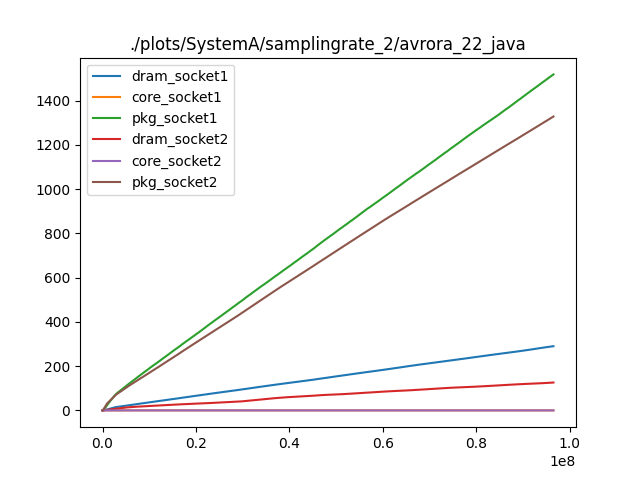 ./plots/SystemA/samplingrate_2/avrora_22_java
dram_socket1
core_socket1
pkg_socket1
dram_socket2
core_socket2
pkg_socket2
1400
1200
1000
800
600
400
200
0
0.0 0.2 0.4 0.6 0.8 1.0
1e8